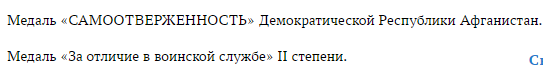 Медаль «САМООТВЕРЖЕННОСТЬ» Демократической Республики Афганистан.
Медаль «За отличие в воинской службе» II степени.